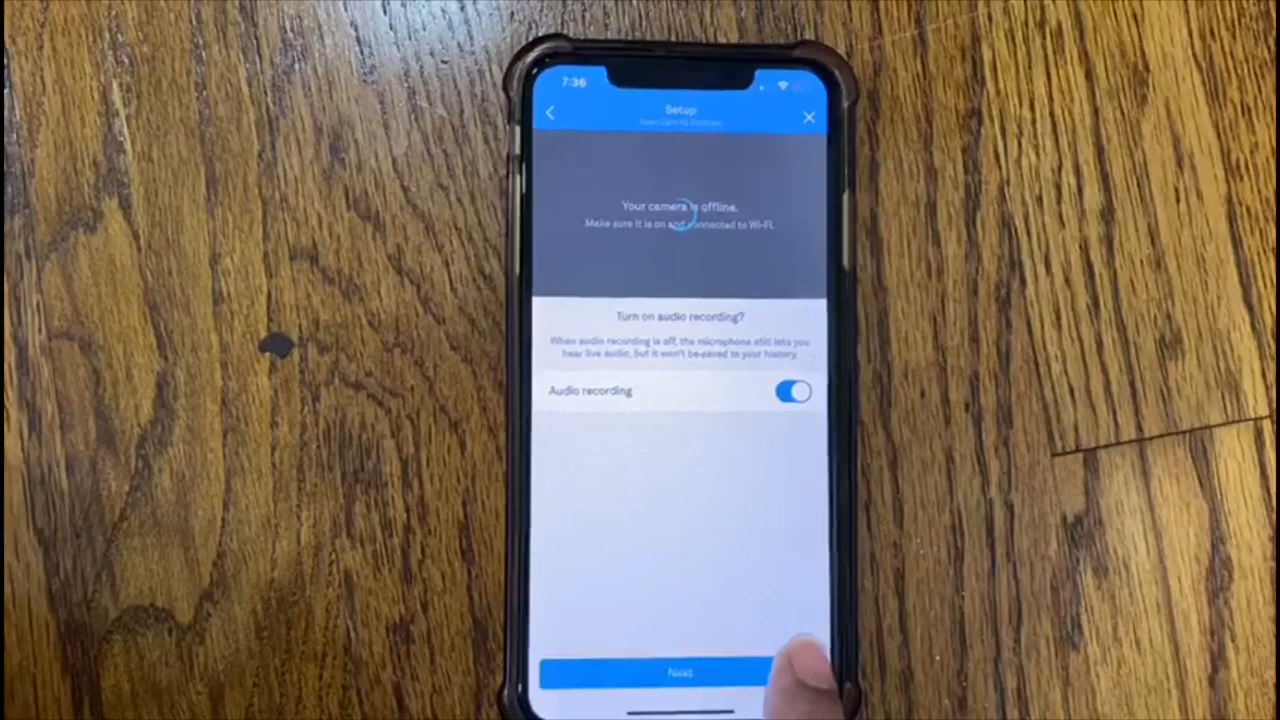 7:36
Setup
Your camera is offline.
Make sure it is on and connected to Wi-Fi.
Turn on audio recording?
When audio recording is off, the microphone still lets you
hear live audio, but it won't be saved to your history.
Audio recording
Next